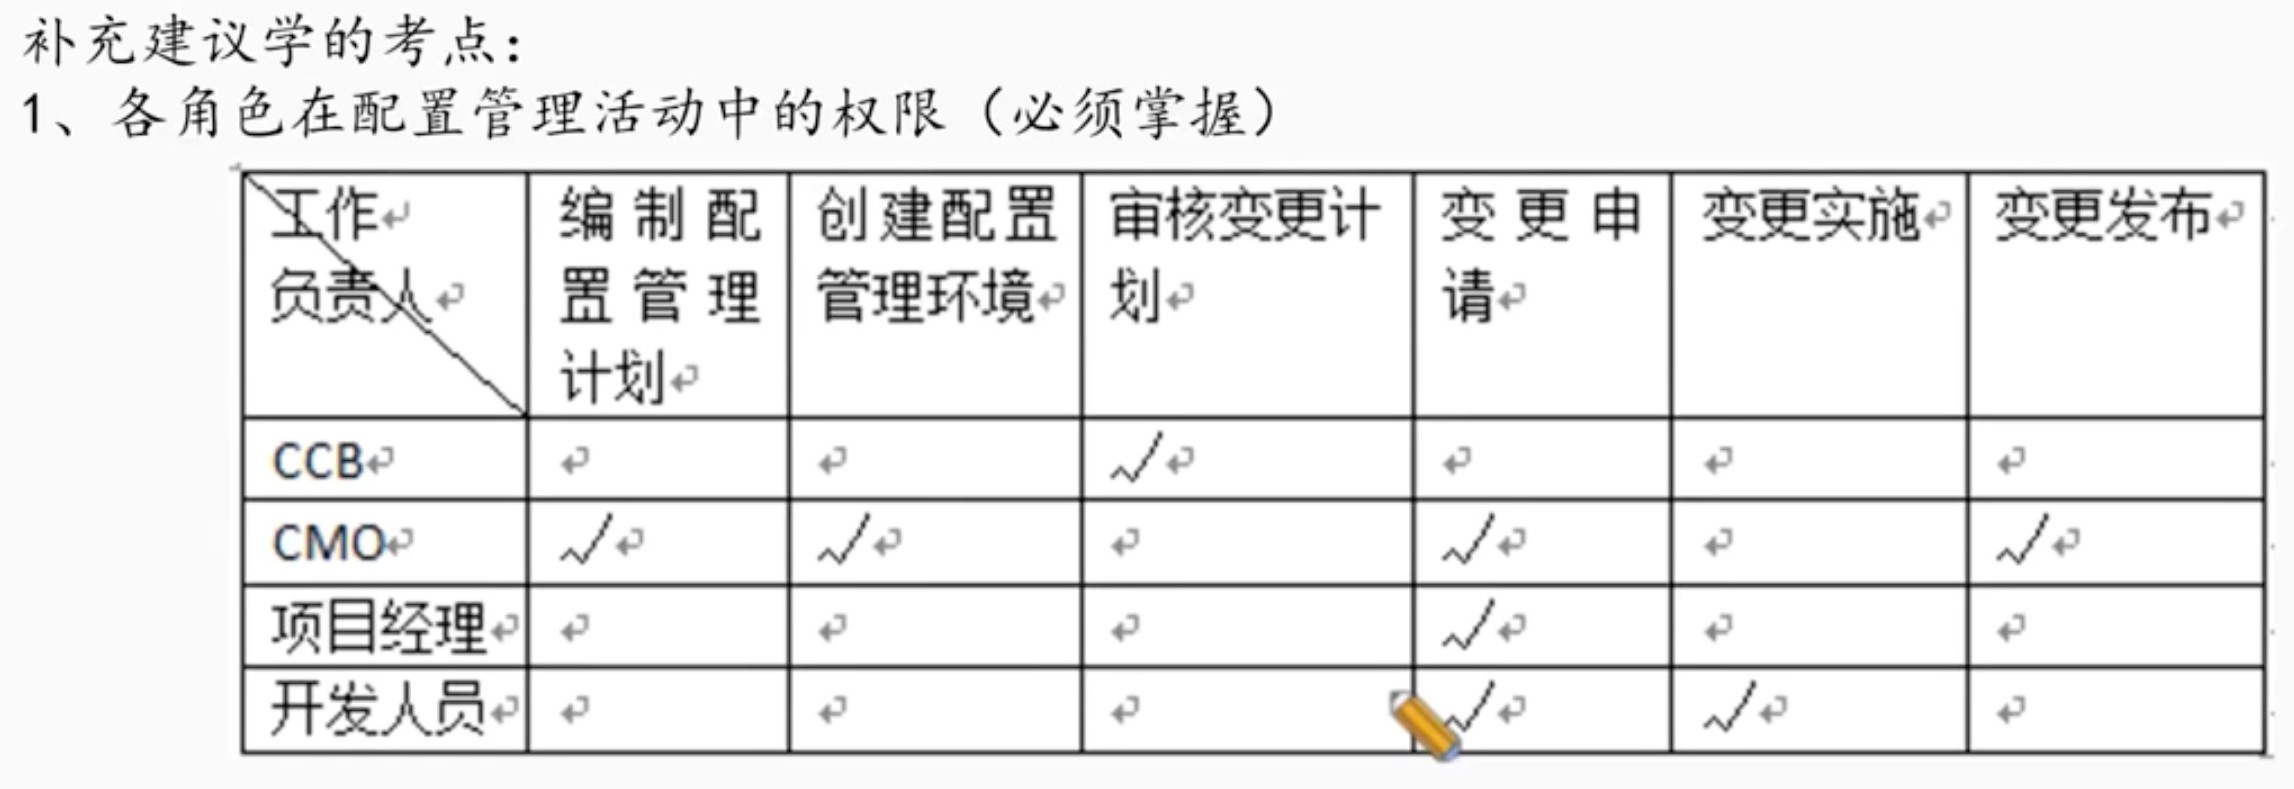 补充建议学的考点：
1、各角色在配置管理活动中的权限（必须掌握）
工作 编制配 创建配置 审核变更计 变更申 变更实施 变更发布
负责人 置管理 管理环境 划 请
计划
CCB √
CMO √ √ √ √
项目经理 √
开发人员 √ √